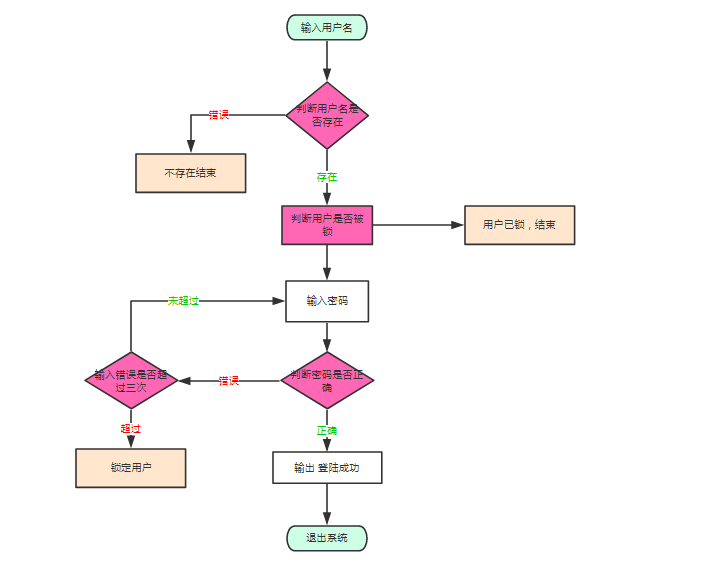 输入用户名
判断用户名是
否存在
错误
不存在结束
存在
判断用户是否被
锁
用户已锁，结束
未超过
输入密码
输入错误是否超
过三次
错误
判断密码是否正
确
超过
正确
锁定用户
输出 登陆成功
退出系统